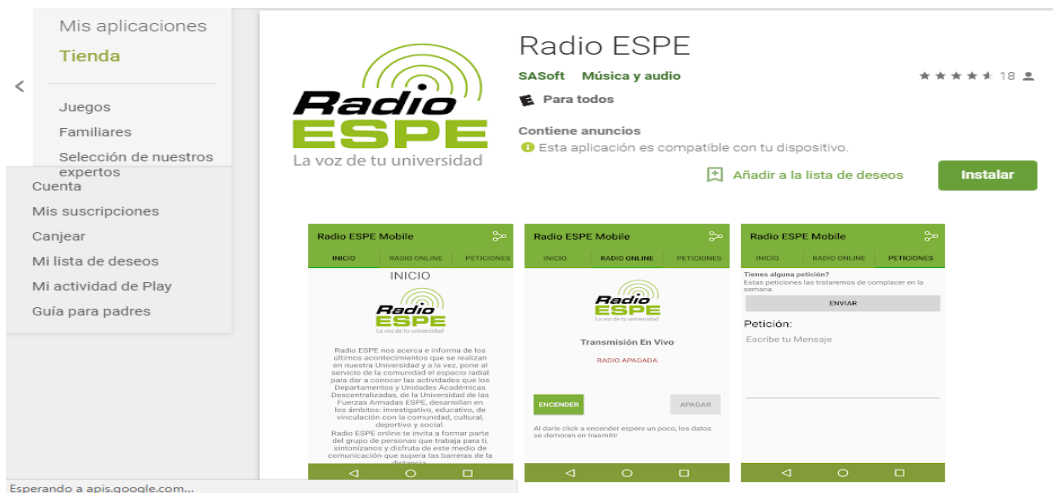 Mis aplicaciones
Tienda
Juegos
Familiares
Selección de nuestros
expertos
Cuenta
Mis suscripciones
Canjear
Mi lista de deseos
Mi actividad de Play
Guía para padres
Radio
ESPE
La voz de tu universidad
Radio ESPE
SASoft Música y audio
18
E Para todos
Contiene anuncios
Esta aplicación es compatible con tu dispositivo.
Añadir a la lista de deseos
Instalar
Radio ESPE Mobile
INICIO RADIO ONLINE PETICIONES
INICIO
Radio
ESPE
La voz de tu universidad
Radio ESPE nos acerca e informa de los
últimos acontecimientos que se realizan
en nuestra Universidad y a la vez, pone al
servicio de la comunidad el espacio radial
para dar a conocer las actividades que los
Departamentos y Unidades Académicas
Descentralizadas, de la Universidad de las
Fuerzas Armadas ESPE, desarrollan en
los ámbitos: investigativo, educativo, de
vinculación con la comunidad, cultural,
deportivo y social.
Radio ESPE online te invita a formar parte
del grupo de personas que trabaja para ti,
sintonízanos y disfruta de este medio de
comunicación que supera las barreras de la
distancia
Radio ESPE Mobile
INICIO RADIO ONLINE PETICIONES
Radio
ESPE
La voz de tu universidad
Transmisión En Vivo
RADIO APAGADA
ENCENDER APAGAR
Al darle click a encender espere un poco, los datos
se demoran en trasmitir
Radio ESPE Mobile
INICIO RADIO ONLINE PETICIONES
Tienes alguna petición?
Estas peticiones las trataremos de complacer en la
semana
ENVIAR
Petición:
Escribe tu Mensaje
Esperando a apis.google.com...